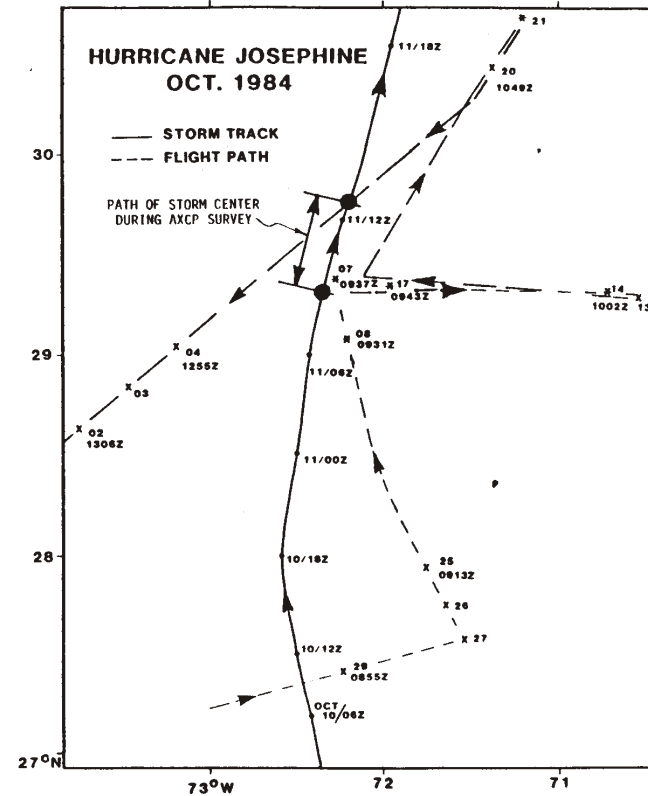 HURRICANE JOSEPHINE
OCT. 1984
STORM TRACK
FLIGHT PATH
PATH OF STORM CENTER
DURING AXCP SURVEY
11/18Z
21
20
1049Z
30
11/12Z
07
0937Z
17
0943Z
14
1002Z
13
08
0931Z
29
04
1255Z
03
02
1306Z
11/06Z
11/00Z
28
10/18Z
25
0913Z
26
27
10/12Z
29
0855Z
OCT
10/06Z
27°N
73°W
72
71